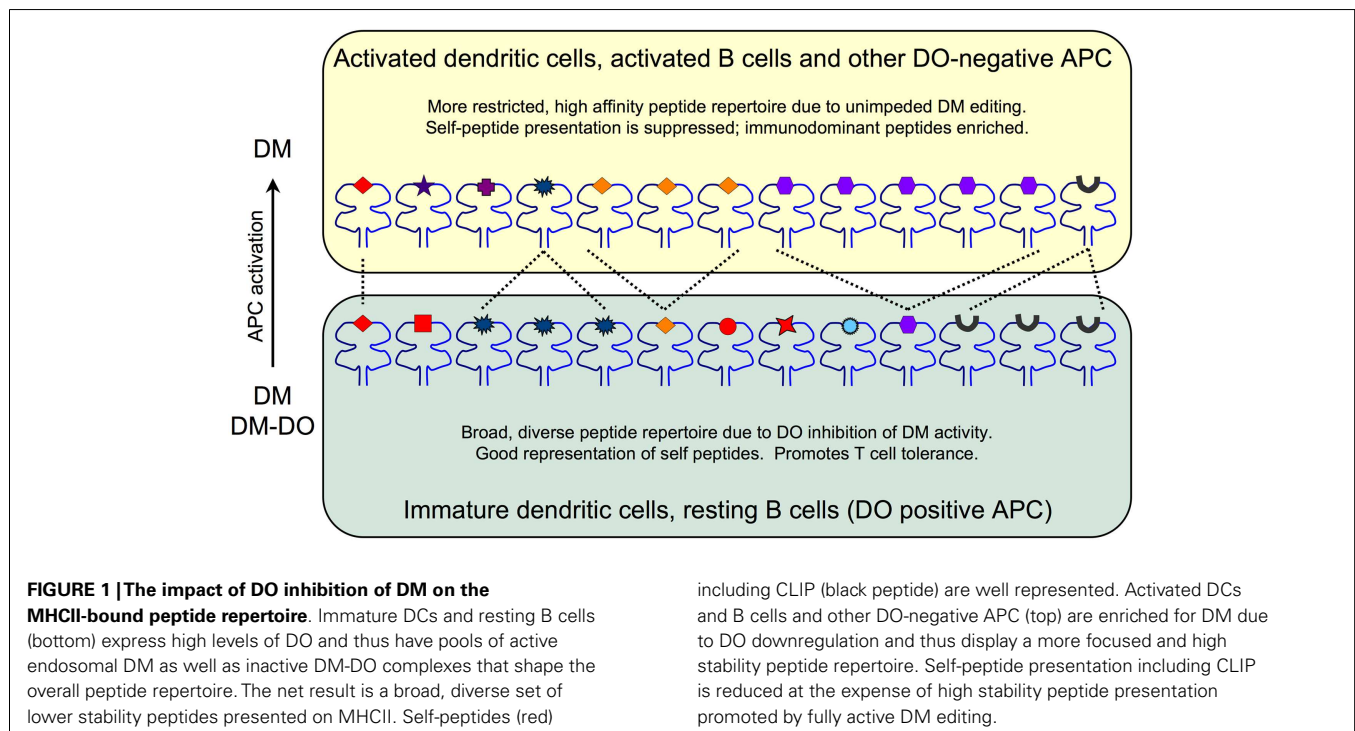 Activated dendritic cells, activated B cells and other DO-negative APC
More restricted, high affinity peptide repertoire due to unimpeded DM editing.
Self-peptide presentation is suppressed; immunodominant peptides enriched.
DM
APC activation
DM
DM-DO
Broad, diverse peptide repertoire due to DO inhibition of DM activity.
Good representation of self peptides. Promotes T cell tolerance.
Immature dendritic cells, resting B cells (DO positive APC)
FIGURE 1 | The impact of DO inhibition of DM on the
MHCII-bound peptide repertoire. Immature DCs and resting B cells
(bottom) express high levels of DO and thus have pools of active
endosomal DM as well as inactive DM-DO complexes that shape the
overall peptide repertoire. The net result is a broad, diverse set of
lower stability peptides presented on MHCII. Self-peptides (red)
including CLIP (black peptide) are well represented. Activated DCs
and B cells and other DO-negative APC (top) are enriched for DM due
to DO downregulation and thus display a more focused and high
stability peptide repertoire. Self-peptide presentation including CLIP
is reduced at the expense of high stability peptide presentation
promoted by fully active DM editing.